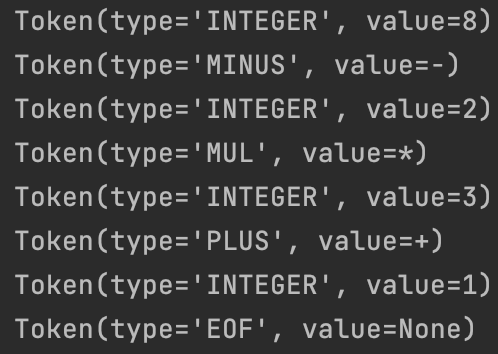 Token(type='INTEGER', value=8)
Token(type='MINUS', value=-)
Token(type='INTEGER', value=2)
Token(type='MUL', value=*)
Token(type='INTEGER', value=3)
Token(type='PLUS', value=+)
Token(type='INTEGER', value=1)
Token(type='EOF', value=None)